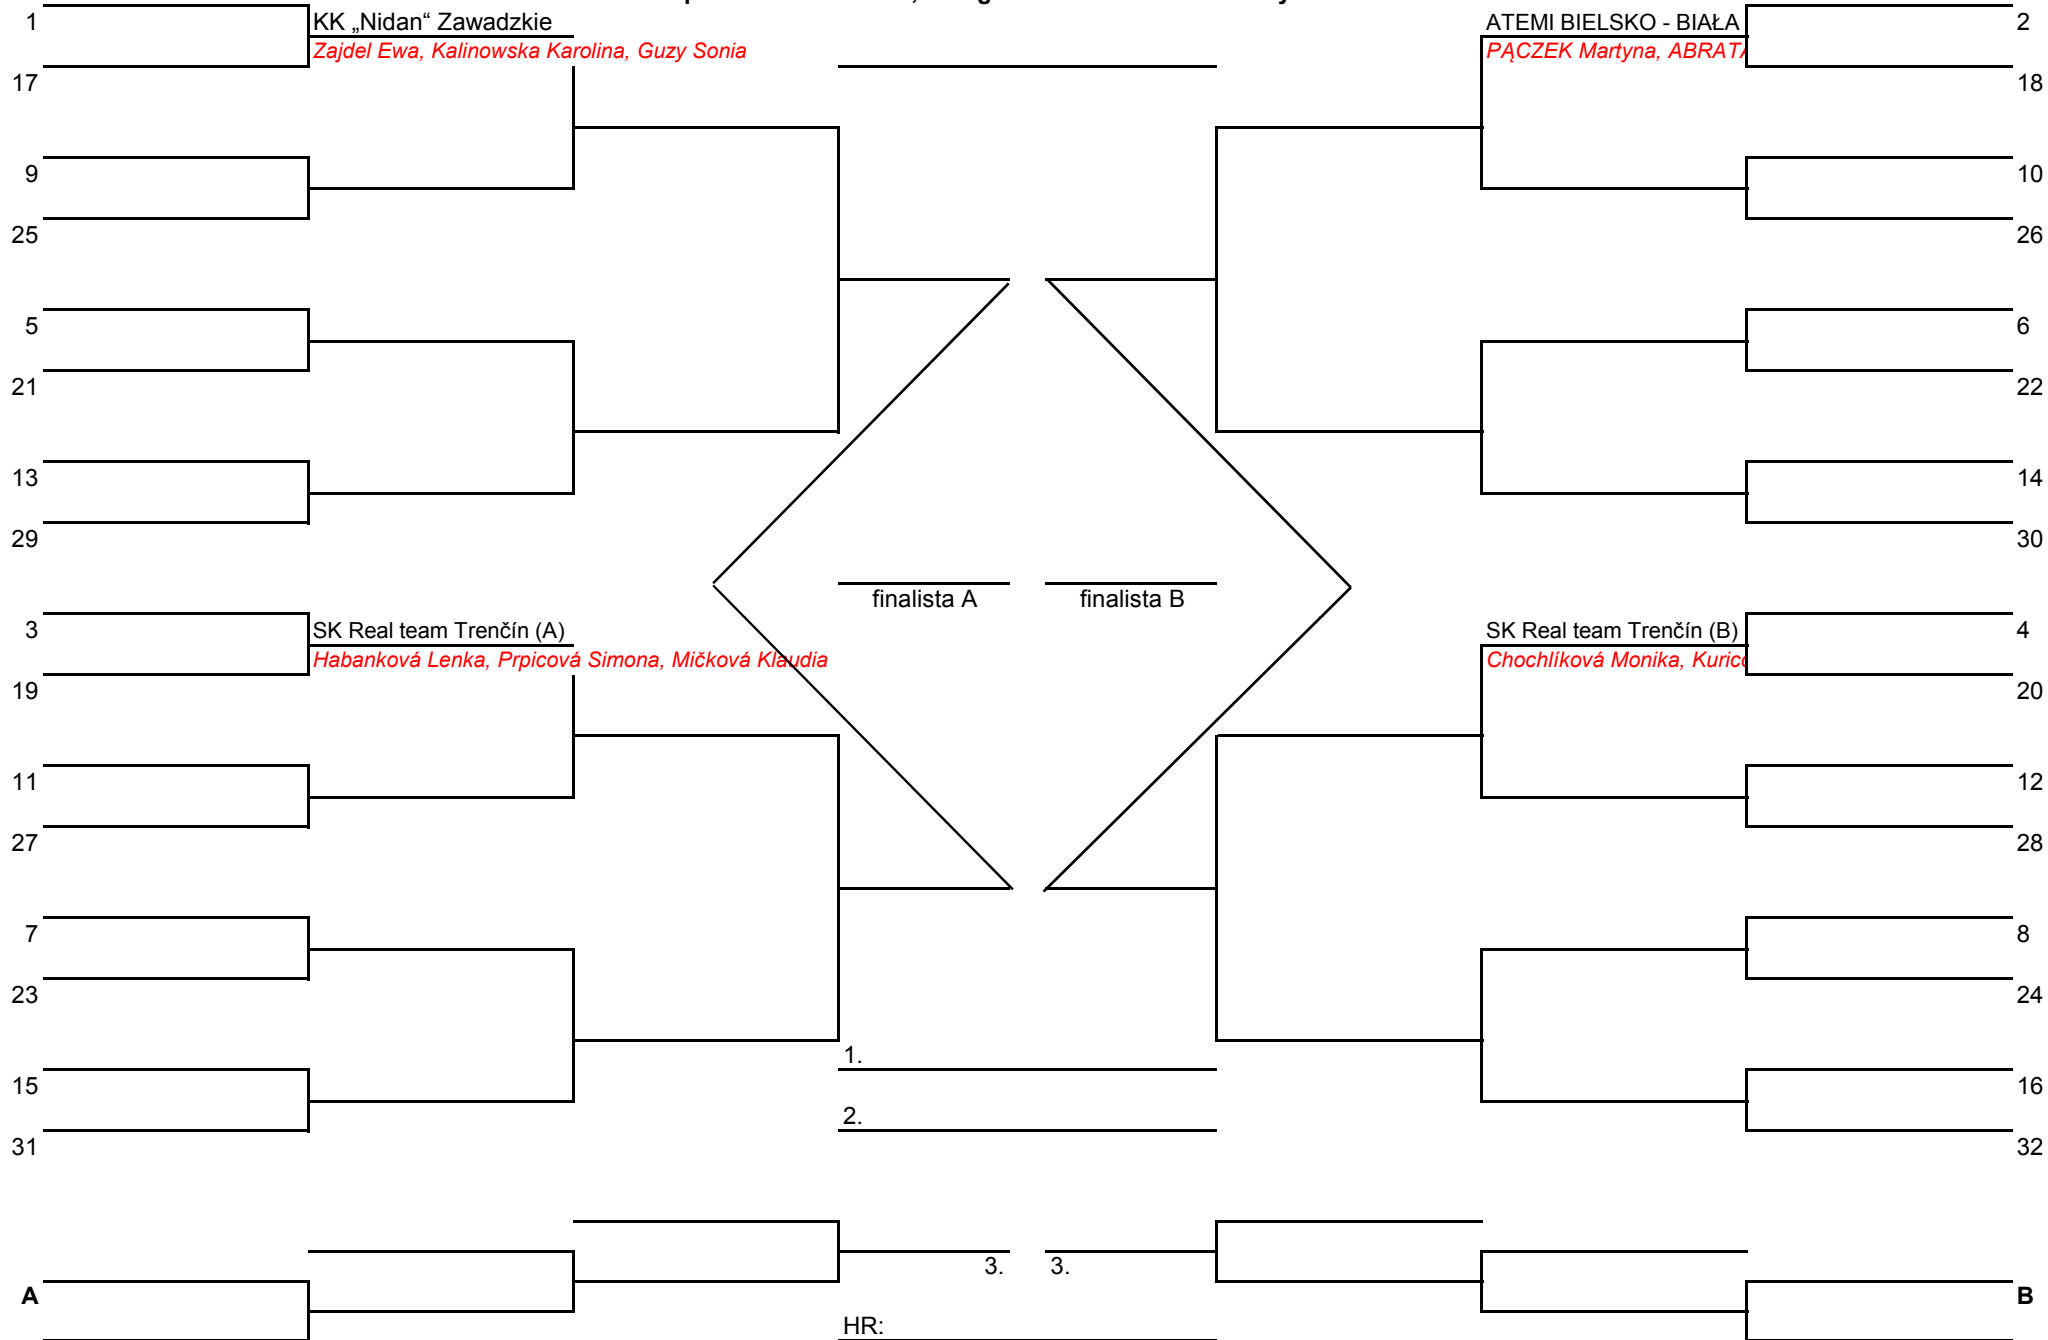 1 KK „Nidan“ Zawadzkie ATEMI BIELSKO - BIAŁA 2
Zajdel Ewa, Kalinowska Karolina, Guzy Sonia PĄCZEK Martyna,
17 18
9 10
25 26
5 6
21 22
13 14
29 30
finalista A finalista B
3 SK Real team Trenčín (A) SK Real team Trenčín (B) 4
Habanková Lenka, Prpicová Simona, Mičková Klaudia Chochlíková Monika,
19 20
11 12
27 28
7 8
23 24
1.
15 16
2.
31 32
3. 3.
A B
HR: